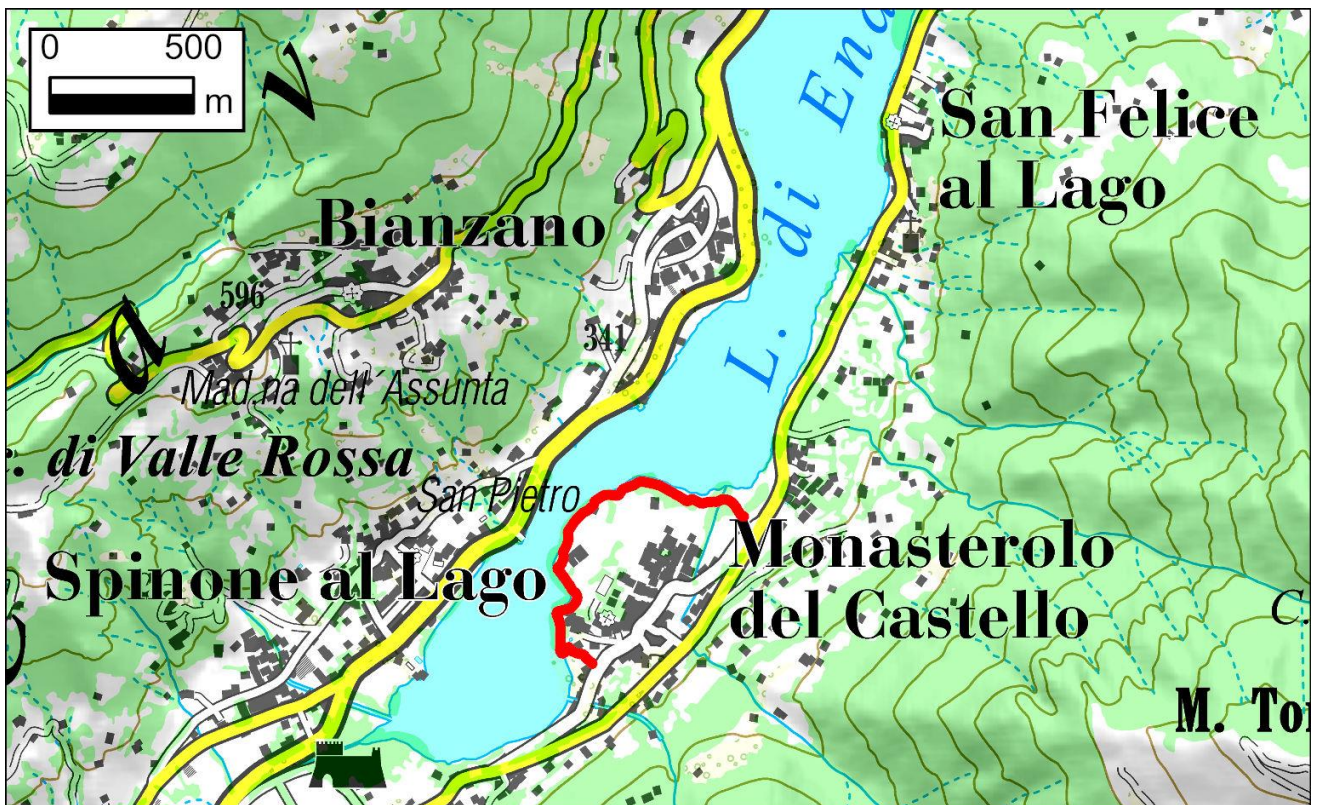 0 500
m
v
San Felice
al Lago
L. di End
Bianzano
596
a
341
Mad.na dell´Assunta
c. di Valle Rossa
San Pietro
Spinone al Lago
Monasterolo
del Castello
C.
M. Tor